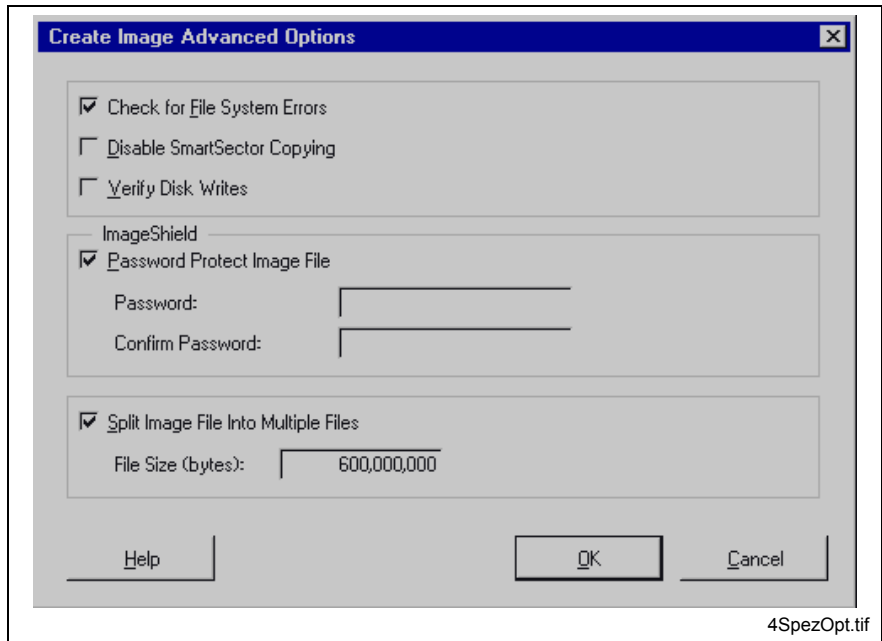 Create Image Advanced Options
Check for File System Errors
Disable SmartSector Copying
Verify Disk Writes
ImageShield
Password Protect Image File
Password:
Confirm Password:
Split Image File Into Multiple Files
File Size (bytes): 600,000,000
Help OK Cancel
4SpezOpt.tif